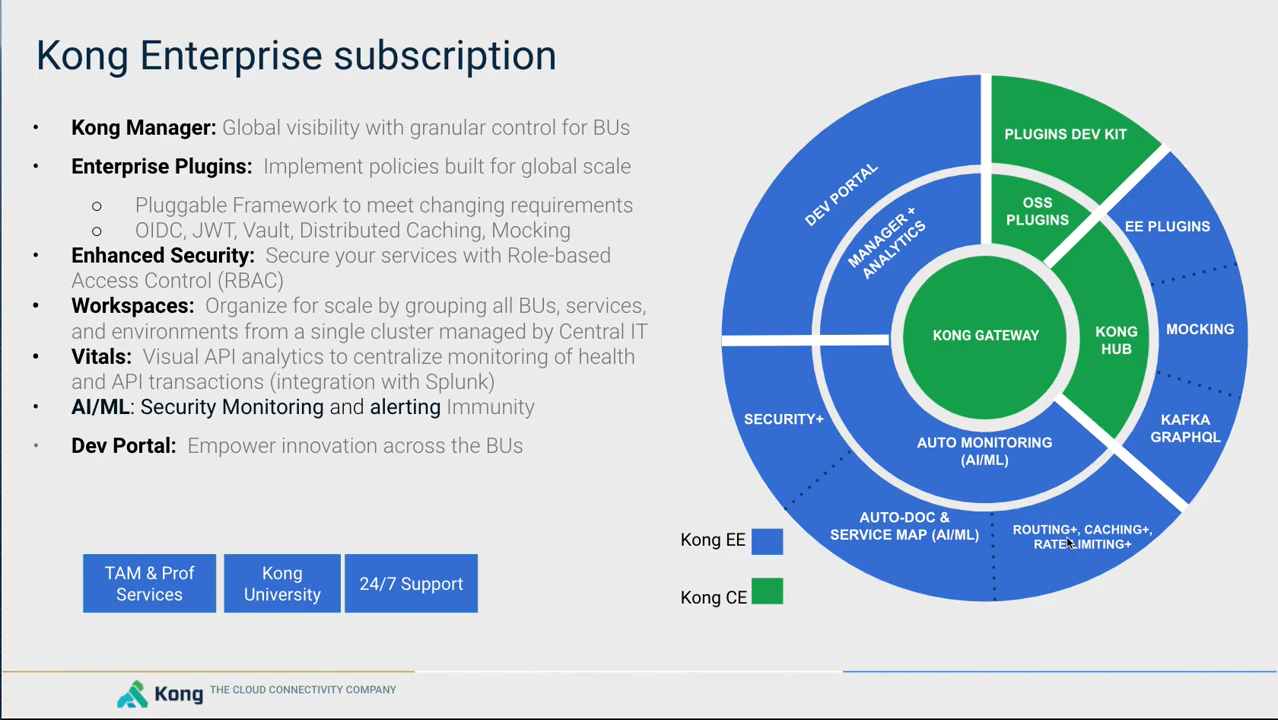 Kong Enterprise subscription
• Kong Manager: Global visibility with granular control for BUs
• Enterprise Plugins: Implement policies built for global scale
○ Pluggable Framework to meet changing requirements
○ OIDC, JWT, Vault, Distributed Caching, Mocking
• Enhanced Security: Secure your services with Role-based
Access Control (RBAC)
• Workspaces: Organize for scale by grouping all BUs, services,
and environments from a single cluster managed by Central IT
• Vitals: Visual API analytics to centralize monitoring of health
and API transactions (integration with Splunk)
• AI/ML: Security Monitoring and alerting Immunity
• Dev Portal: Empower innovation across the BUs
TAM & Prof
Services
Kong
University
24/7 Support
DEV PORTAL
MANAGER +
ANALYTICS
PLUGINS DEV KIT
OSS
PLUGINS
EE PLUGINS
KONG GATEWAY
KONG
HUB
MOCKING
KAFKA
GRAPHQL
SECURITY+
AUTO MONITORING
(AI/ML)
AUTO-DOC &
SERVICE MAP (AI/ML)
ROUTING+, CACHING+,
RATE LIMITING+
Kong EE
Kong CE
Kong
THE CLOUD CONNECTIVITY COMPANY